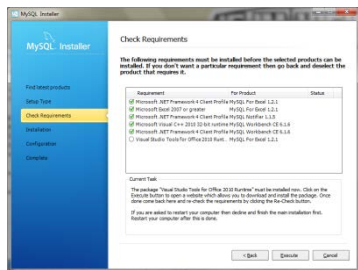 MySQL Installer
MySQL. Installer
Check Requirements
The following requirements must be installed before the selected products can be
installed. If you don't want a particular requirement then go back and deselect the
product that requires it.
Find latest products
Setup Type
Check Requirements
Installation
Configuration
Complete
Requirement For Product Status
Microsoft .NET Framework 4 Client Profile MySQL For Excel 1.2.1
Microsoft Excel 2007 or greater MySQL For Excel 1.2.1
Microsoft .NET Framework 4 Client Profile MySQL Notifier 1.1.5
Microsoft Visual C++ 2010 32-bit runtime MySQL Workbench CE 6.1.6
Microsoft .NET Framework 4 Client Profile MySQL Workbench CE 6.1.6
Visual Studio Tools for Office 2010 Runt.. MySQL For Excel 1.2.1
Current Task
The package "Visual Studio Tools for Office 2010 Runtime" must be installed now. Click on the
Execute button to open a website which allows you to download and install the package. Once
done come back here and re-check the requirements by clicking the Re-Check button.
If you are asked to restart your computer then decline and finish the main installation first.
Restart your computer after this is done.
< Back Execute Cancel